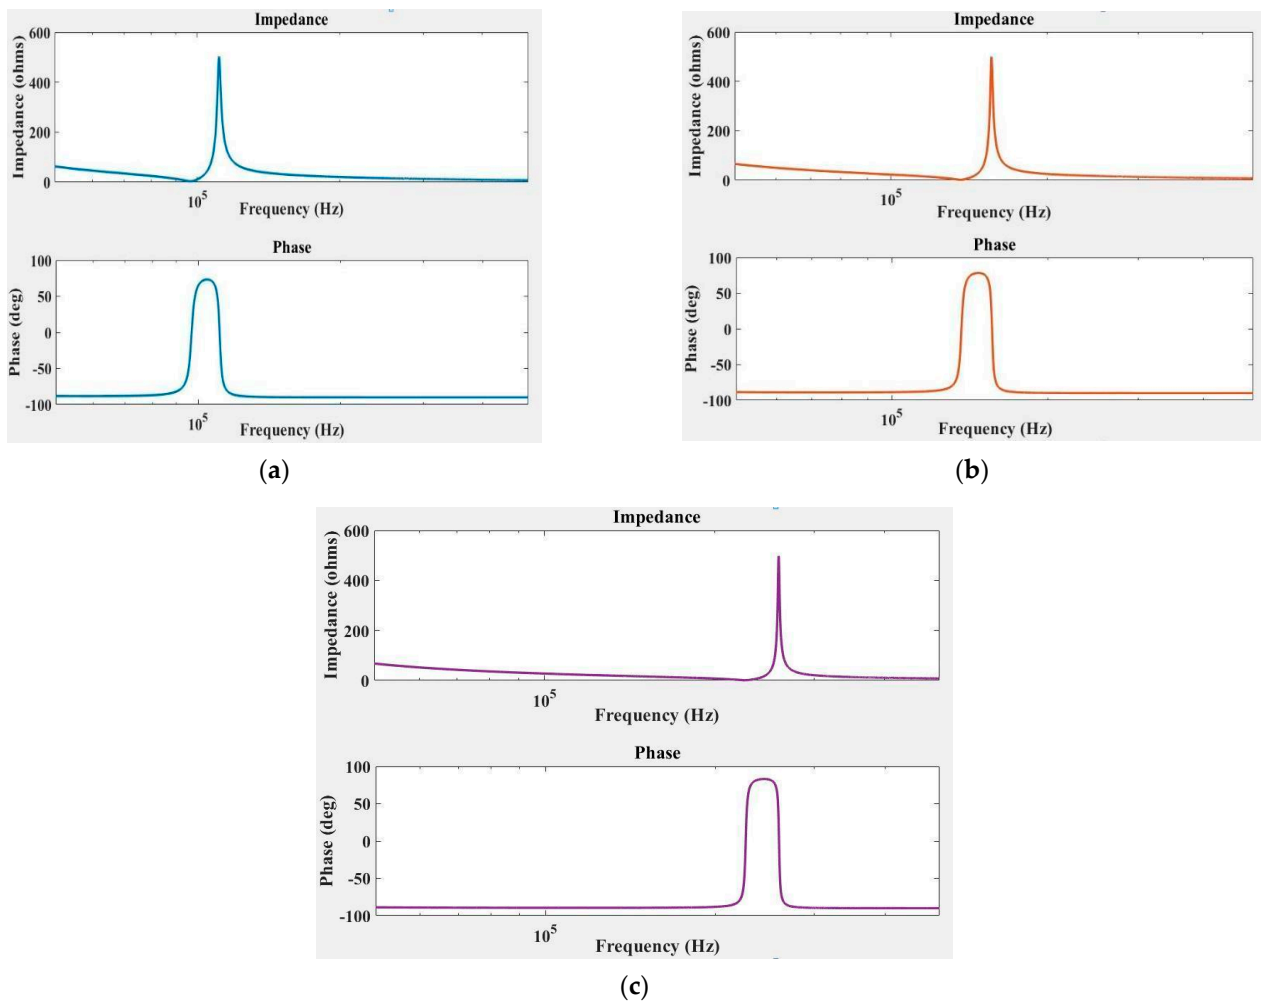 Impedance
Impedance (ohms)
600
400
200
0
10^5
Frequency (Hz)
Phase
Phase (deg)
100
50
0
-50
-100
10^5
Frequency (Hz)
(a)
Impedance
Impedance (ohms)
600
400
200
0
10^5
Frequency (Hz)
Phase
Phase (deg)
100
50
0
-50
-100
10^5
Frequency (Hz)
(b)
Impedance
Impedance (ohms)
600
400
200
0
10^5
Frequency (Hz)
Phase
Phase (deg)
100
50
0
-50
-100
10^5
Frequency (Hz)
(c)